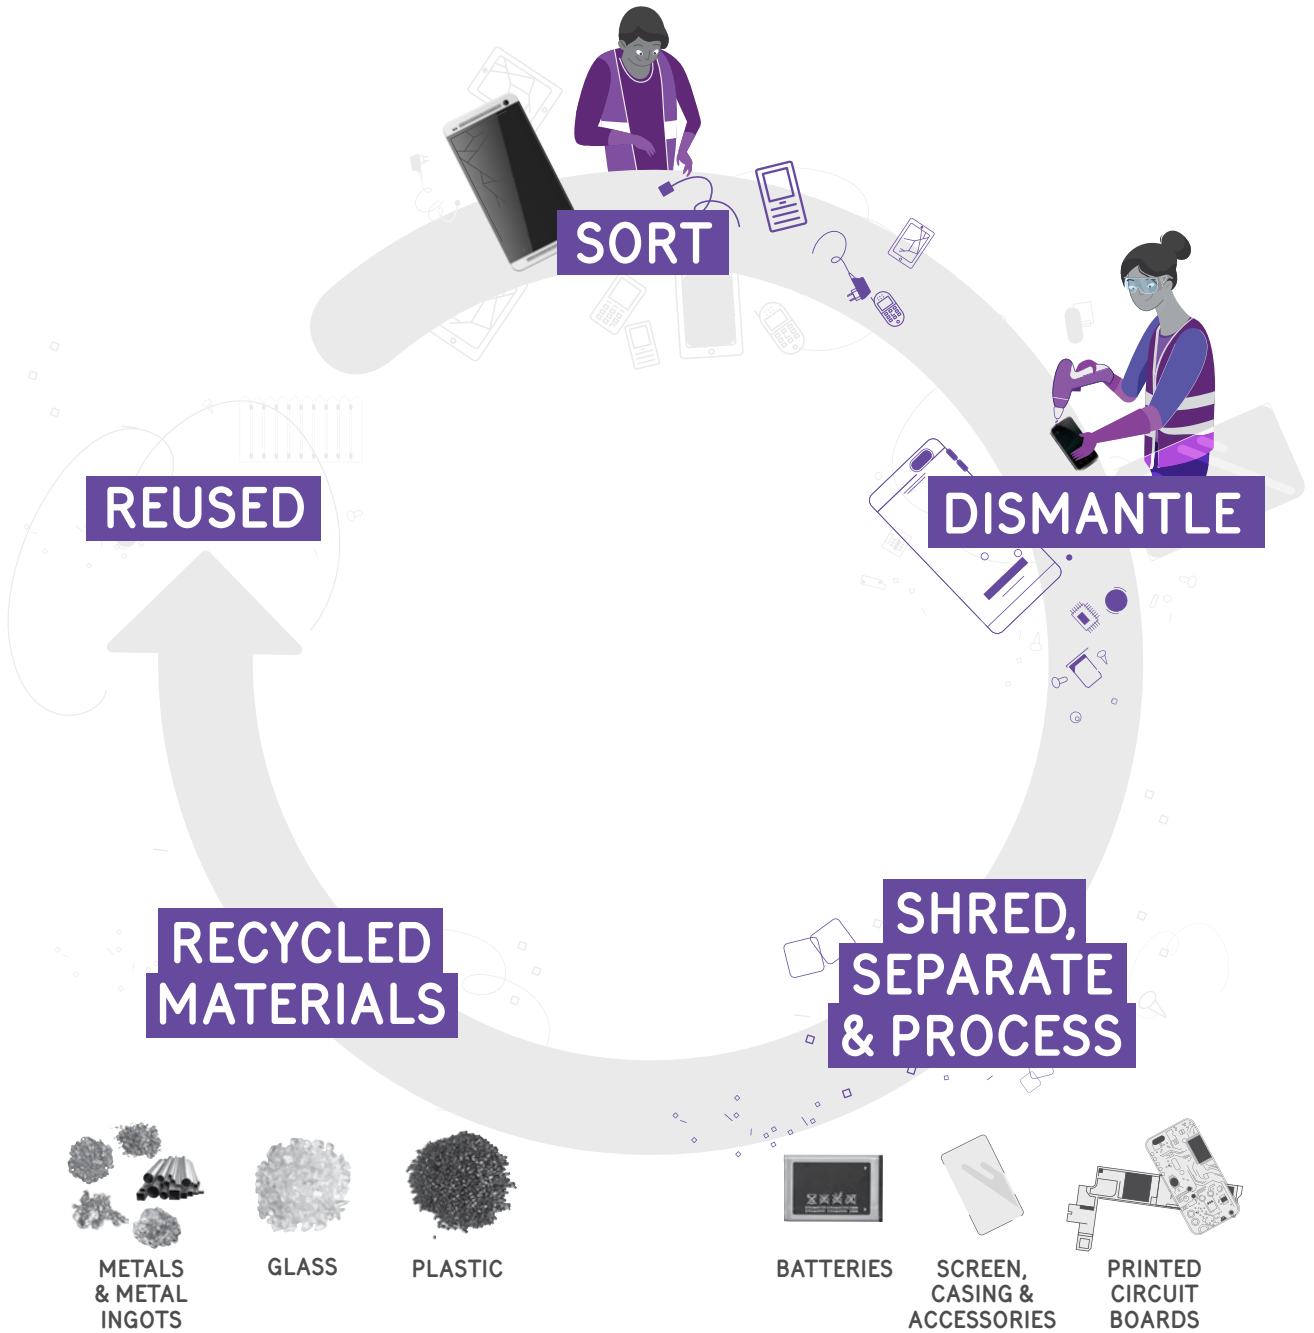 SORT
DISMANTLE
SHRED,
SEPARATE
& PROCESS
RECYCLED
MATERIALS
REUSED
METALS
& METAL
INGOTS
GLASS
PLASTIC
BATTERIES
SCREEN,
CASING &
ACCESSORIES
PRINTED
CIRCUIT
BOARDS